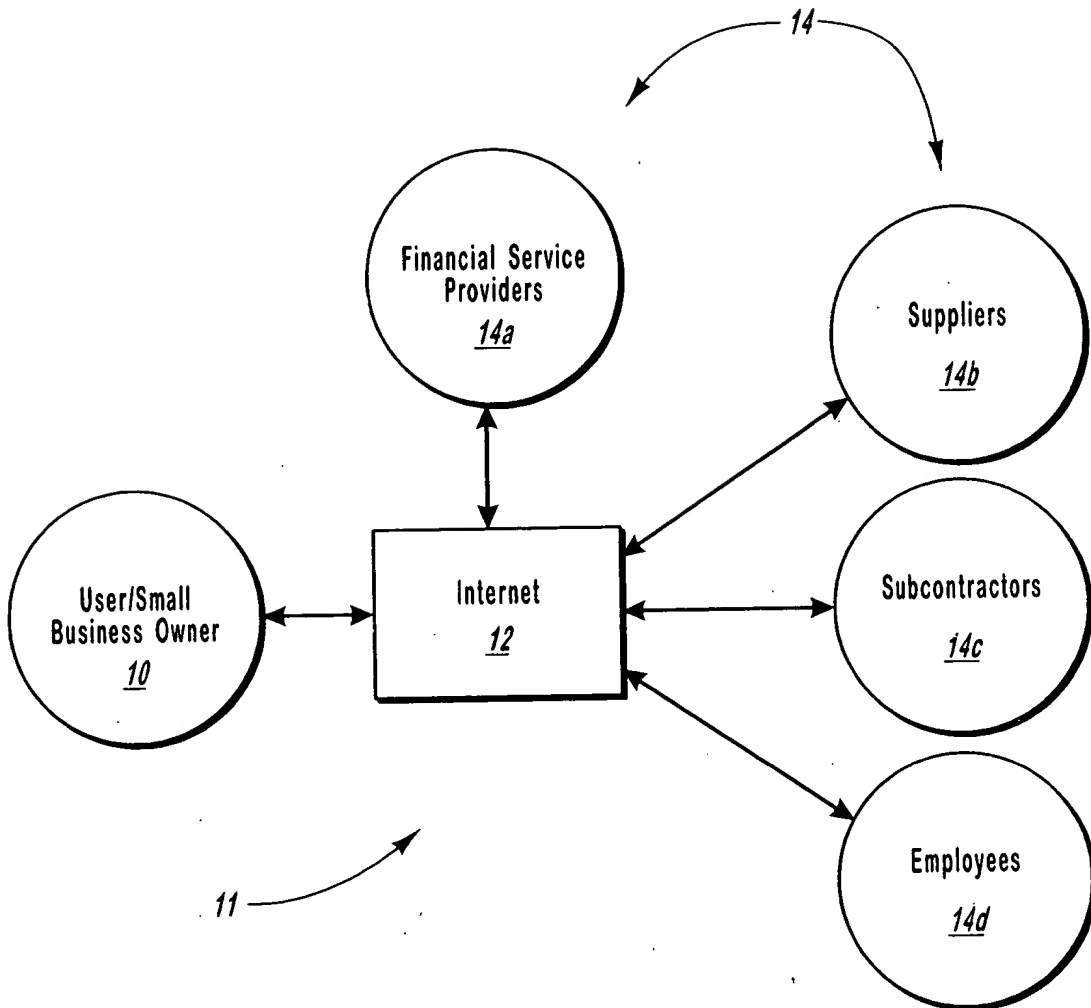 14
Financial Service
Providers
14a
Suppliers
14b
User/Small
Business Owner
10
Internet
12
Subcontractors
14c
Employees
14d
11